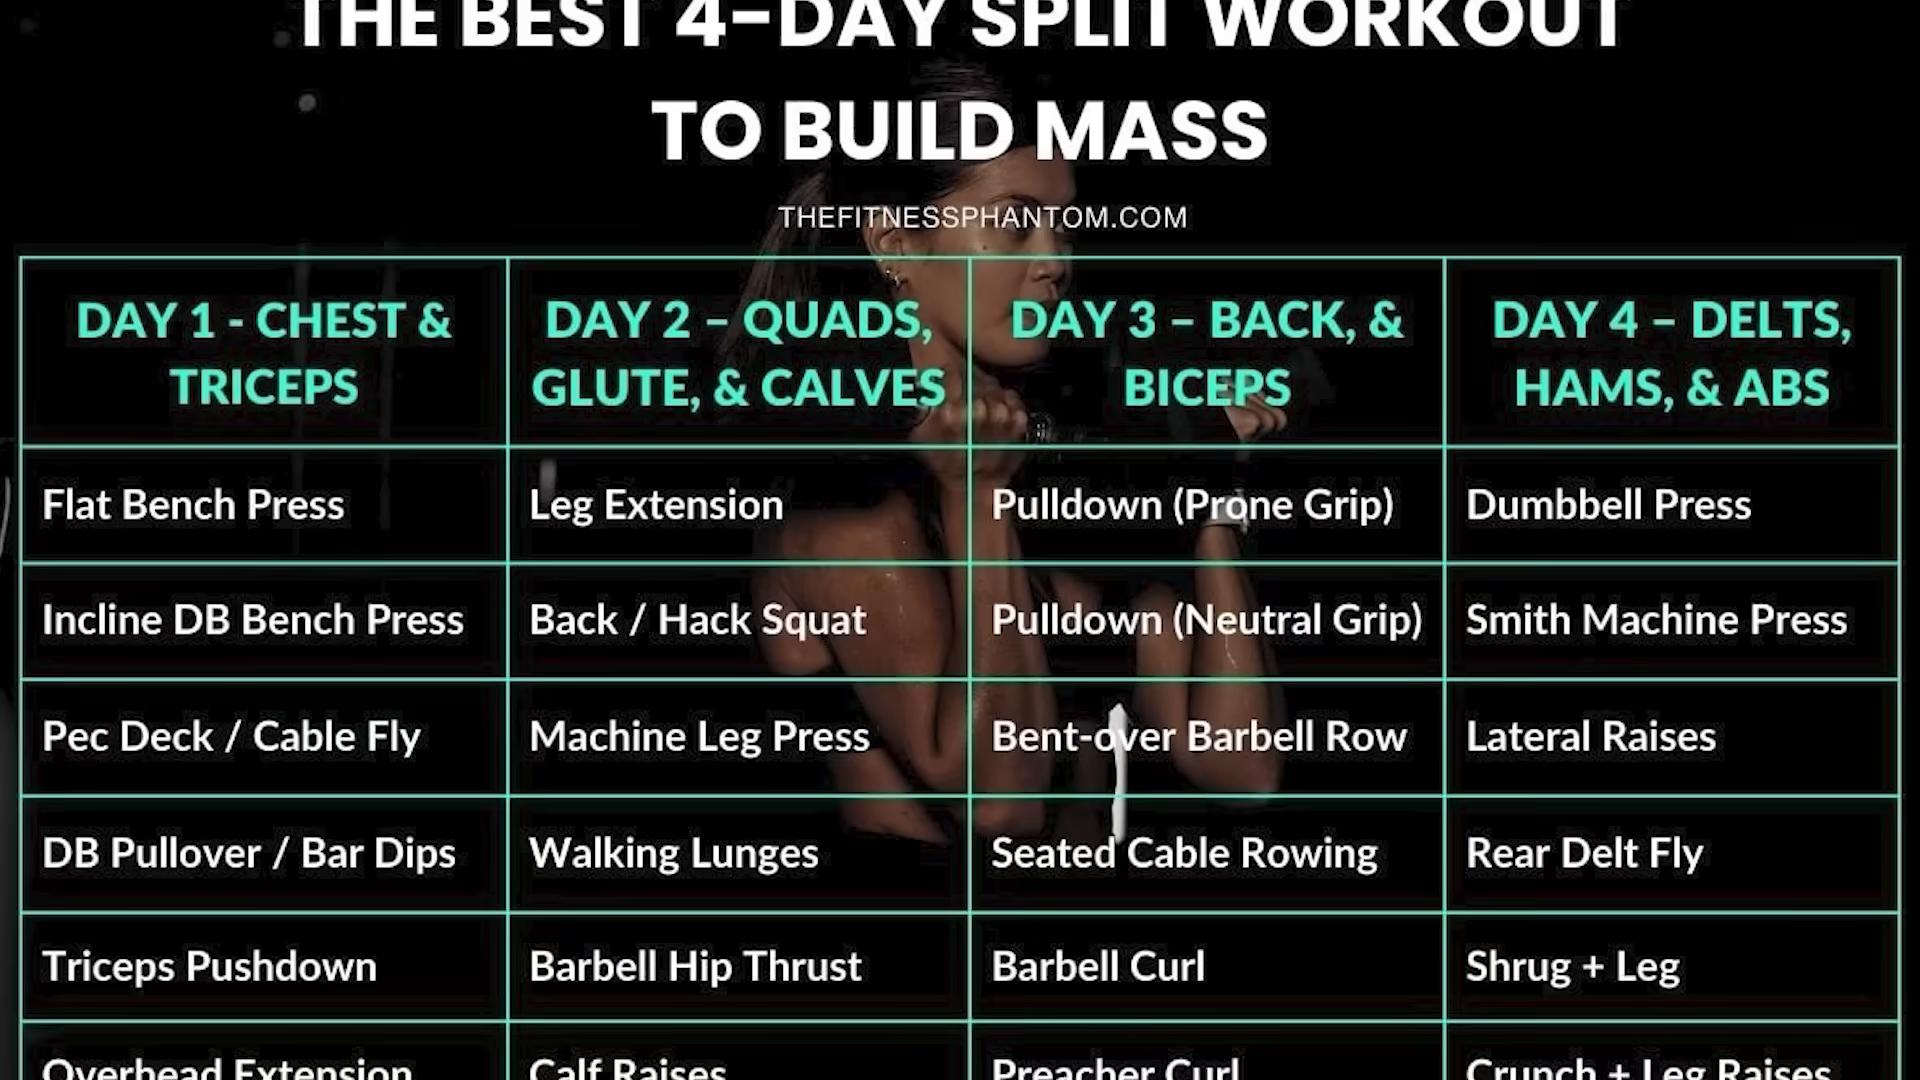 THE BEST 4-DAY SPLIT WORKOUT
TO BUILD MASS
THEFITNESSPHANTOM.COM
DAY 1 - CHEST &
TRICEPS
DAY 2 – QUADS,
GLUTE, & CALVES
DAY 3 – BACK, &
BICEPS
DAY 4 – DELTS,
HAMS, & ABS
Flat Bench Press
Leg Extension
Pulldown (Prone Grip)
Dumbbell Press
Incline DB Bench Press
Back / Hack Squat
Pulldown (Neutral Grip)
Smith Machine Press
Pec Deck / Cable Fly
Machine Leg Press
Bent-over Barbell Row
Lateral Raises
DB Pullover / Bar Dips
Walking Lunges
Seated Cable Rowing
Rear Delt Fly
Triceps Pushdown
Barbell Hip Thrust
Barbell Curl
Shrug + Leg
Overhead Extension
Calf Raises
Preacher Curl
Crunch + Leg Raises